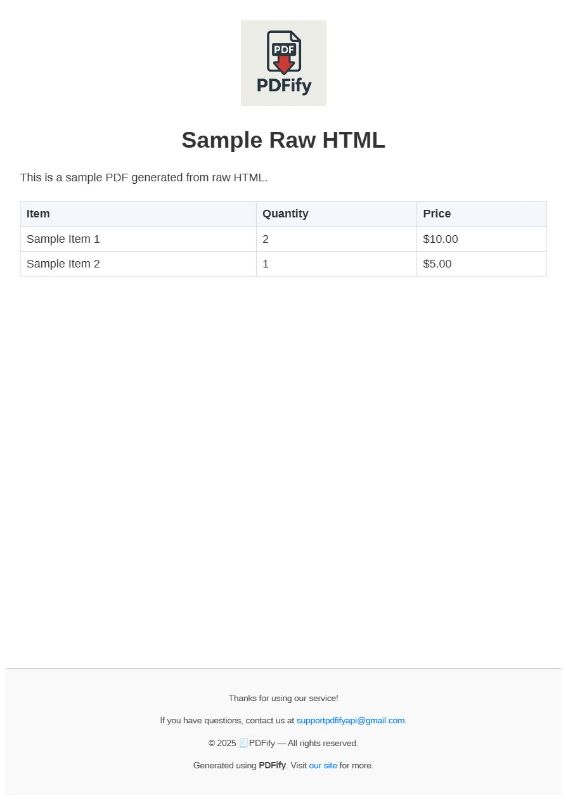 PDF
PDFify
Sample Raw HTML
This is a sample PDF generated from raw HTML.
Item Quantity Price
Sample Item 1 2 $10.00
Sample Item 2 1 $5.00
Thanks for using our service!
If you have questions, contact us at supportpdfifyapi@gmail.com.
© 2025 🧾PDFify — All rights reserved.
Generated using PDFify. Visit our site for more.